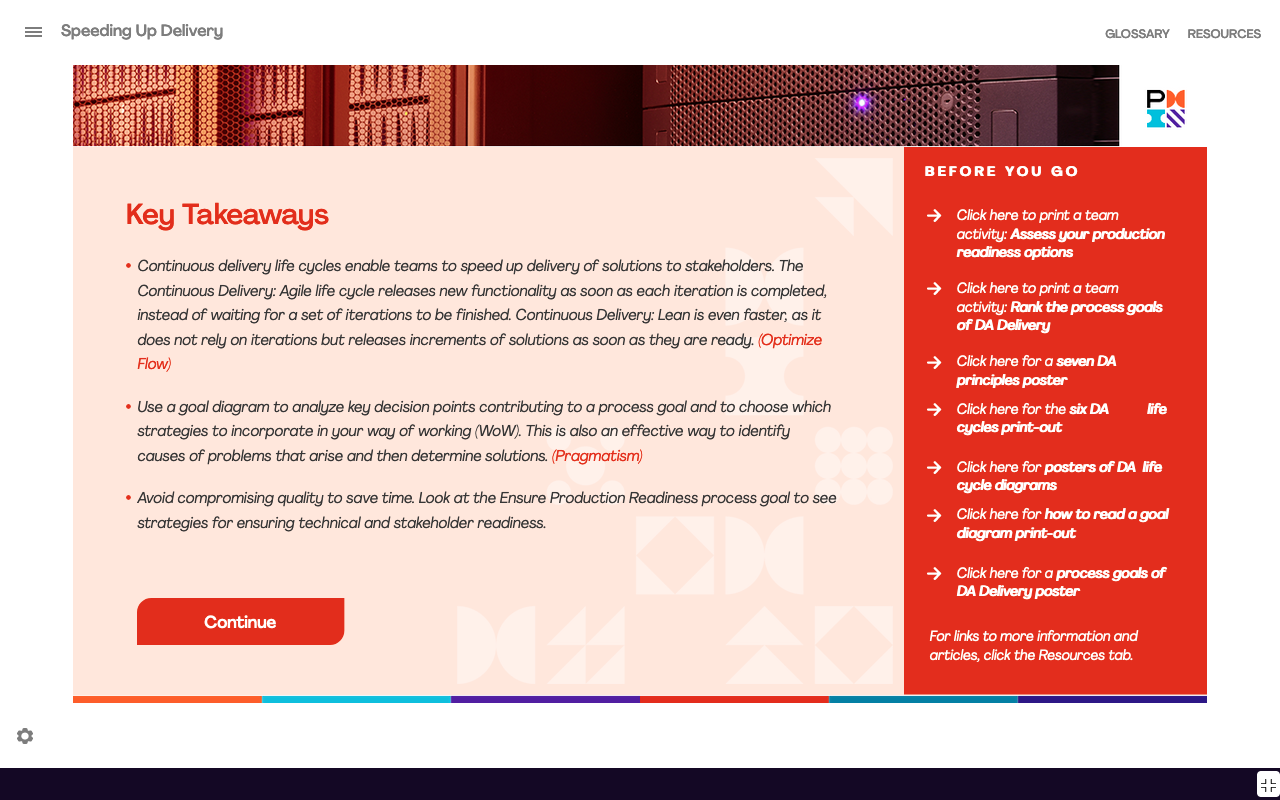 Speeding Up Delivery
GLOSSARY RESOURCES
PMI
Key Takeaways
• Continuous delivery life cycles enable teams to speed up delivery of solutions to stakeholders. The
Continuous Delivery: Agile life cycle releases new functionality as soon as each iteration is completed,
instead of waiting for a set of iterations to be finished. Continuous Delivery: Lean is even faster, as it
does not rely on iterations but releases increments of solutions as soon as they are ready. (Optimize
Flow)
• Use a goal diagram to analyze key decision points contributing to a process goal and to choose which
strategies to incorporate in your way of working (WoW). This is also an effective way to identify
causes of problems that arise and then determine solutions. (Pragmatism)
• Avoid compromising quality to save time. Look at the Ensure Production Readiness process goal to see
strategies for ensuring technical and stakeholder readiness.
Continue
BEFORE YOU GO
Click here to print a team
activity: Assess your production
readiness options
Click here to print a team
activity: Rank the process goals
of DA Delivery
Click here for a seven DA
principles poster
Click here for the six DA life
cycles print-out
Click here for posters of DA life
cycle diagrams
Click here for how to read a goal
diagram print-out
Click here for a process goals of
DA Delivery poster
For links to more information and
articles, click the Resources tab.